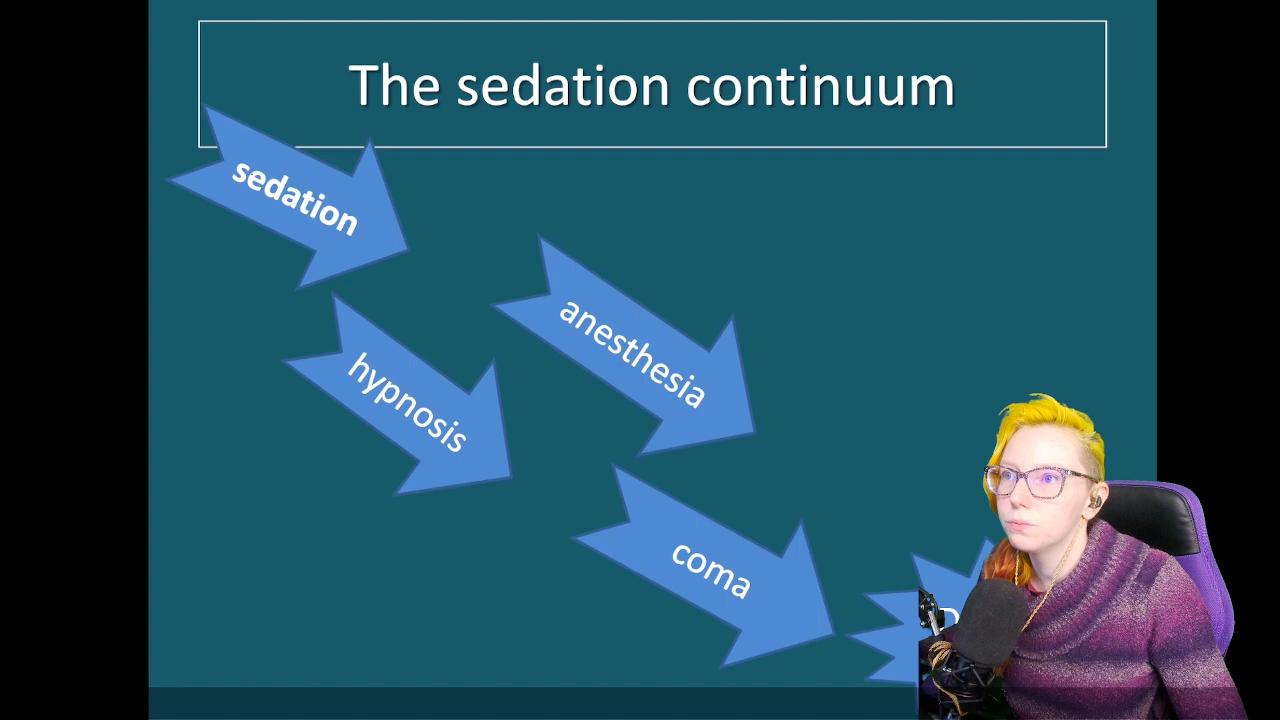 The sedation continuum
sedation
anesthesia
hypnosis
coma